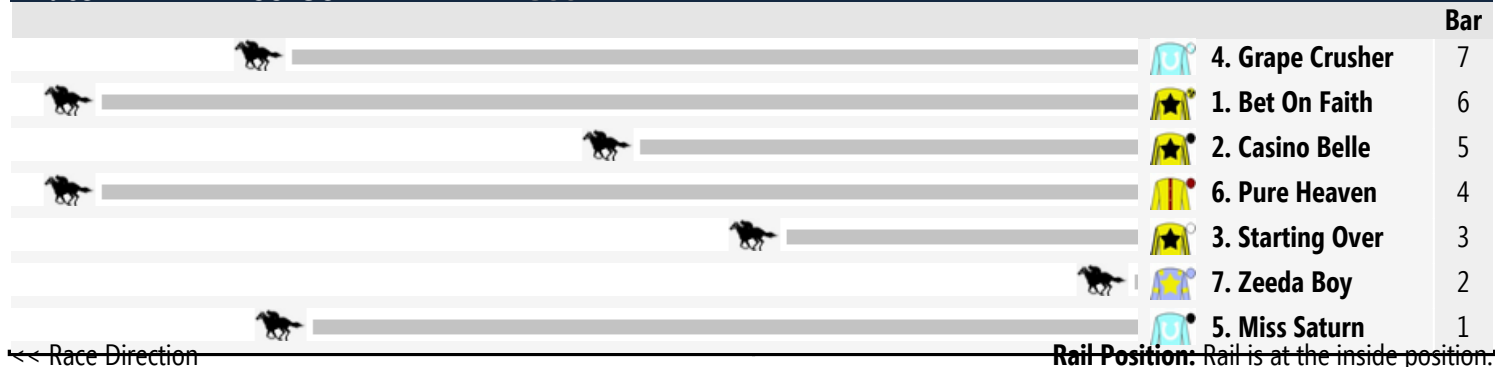 Bar
4. Grape Crusher 7
1. Bet On Faith 6
2. Casino Belle 5
6. Pure Heaven 4
3. Starting Over 3
7. Zeeda Boy 2
5. Miss Saturn 1
<< Race Direction Rail Position: Rail is at the inside position.